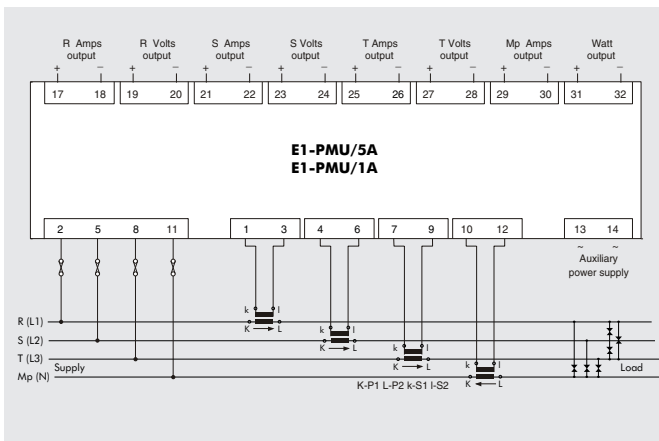 R Amps output R Volts output S Amps output S Volts output T Amps output T Volts output Mp Amps output Watt output
+ – + – + – + – + – + – + – + –
17 18 19 20 21 22 23 24 25 26 27 28 29 30 31 32
E1-PMU/5A
E1-PMU/1A
2 5 8 11 1 3 4 6 7 9 10 12 13 14
~ ~
Auxiliary
power supply
k l
R (L1)
K L k l
S (L2)
K L k l
T (L3)
Supply K L k l Load
Mp (N)
K-P1 L-P2 k-S1 l-S2 K L